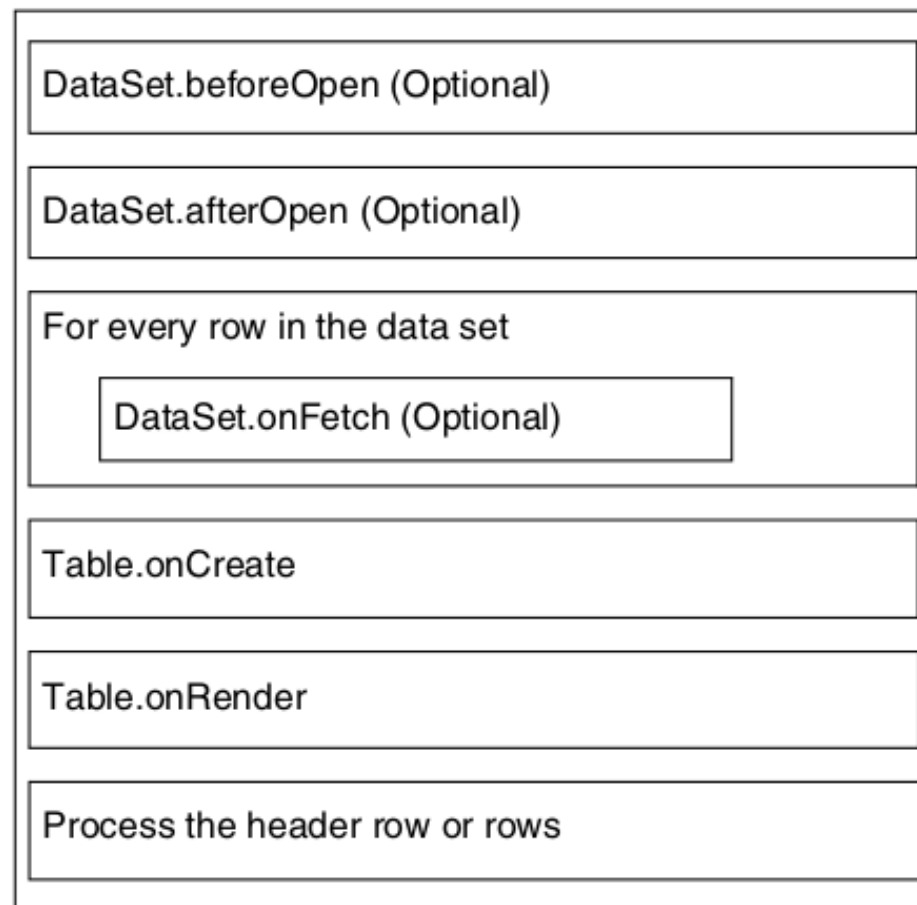 DataSet.beforeOpen (Optional)
DataSet.afterOpen (Optional)
For every row in the data set
DataSet.onFetch (Optional)
Table.onCreate
Table.onRender
Process the header row or rows